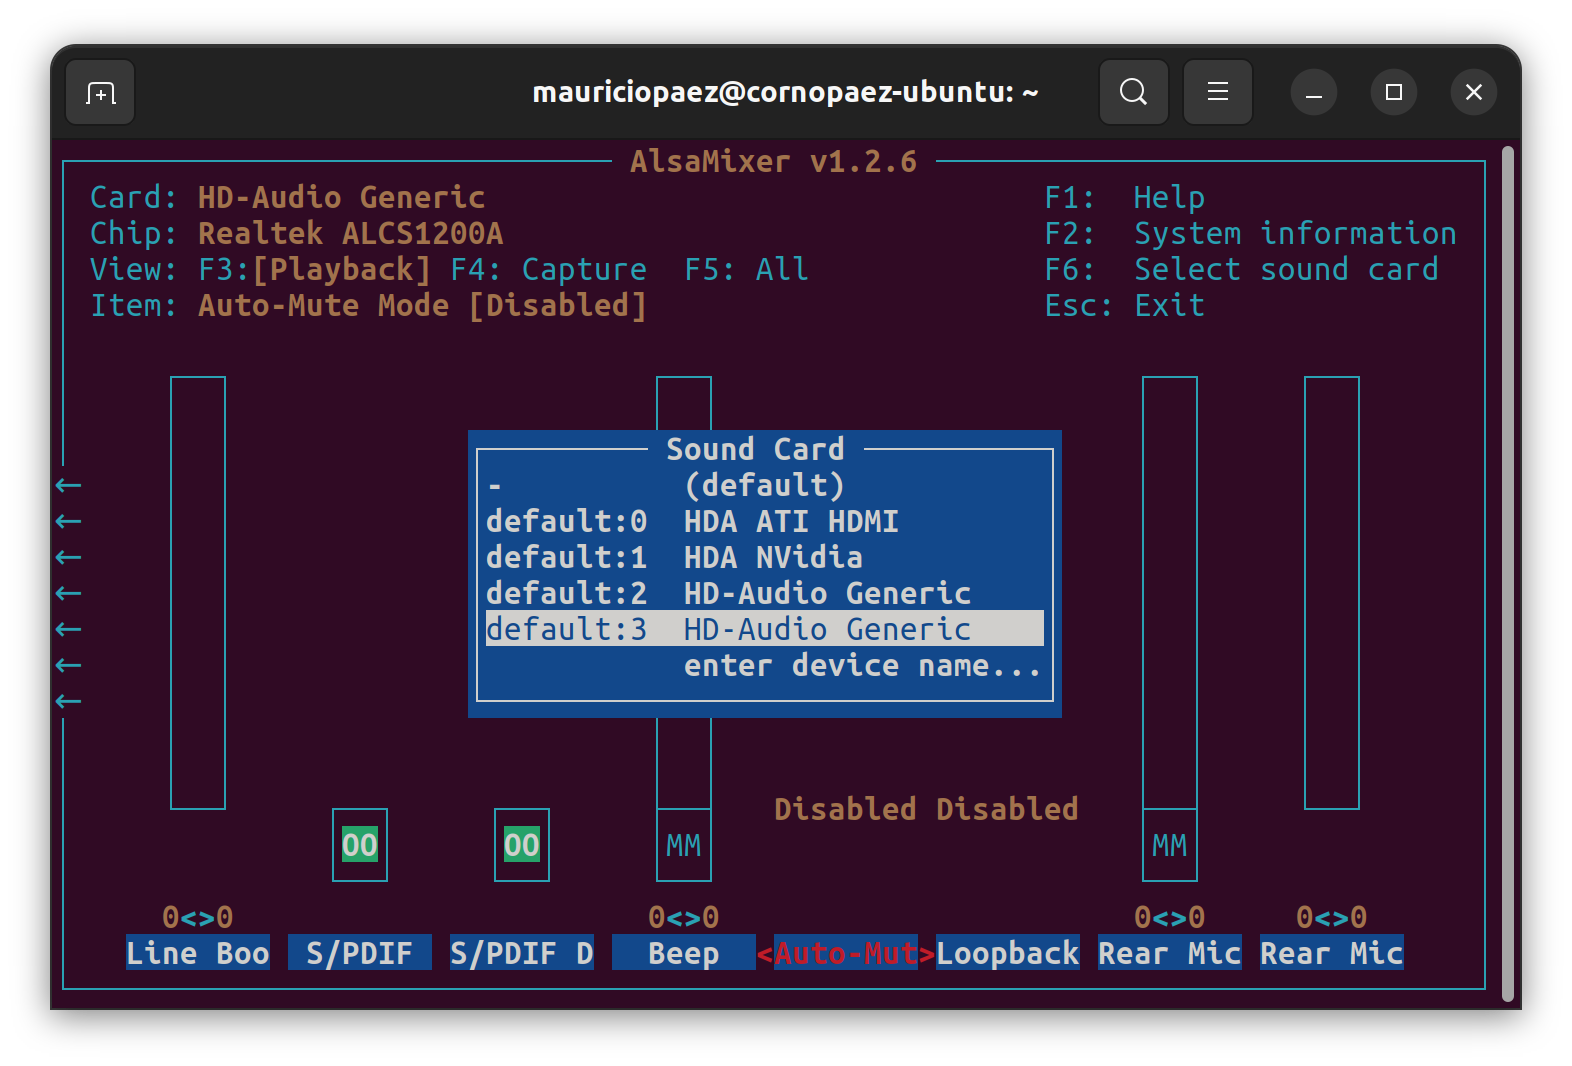 mauriciopaez@cornopaez-ubuntu: ~
AlsaMixer v1.2.6
Card: HD-Audio Generic F1: Help
Chip: Realtek ALCS1200A F2: System information
View: F3:[Playback] F4: Capture F5: All F6: Select sound card
Item: Auto-Mute Mode [Disabled] Esc: Exit
Sound Card
- (default)
default:0 HDA ATI HDMI
default:1 HDA NVidia
default:2 HD-Audio Generic
default:3 HD-Audio Generic
enter device name...
Disabled Disabled
OO OO MM MM
0<>0 0<>0 0<>0 0<>0
Line Boo S/PDIF S/PDIF D Beep <Auto-Mut>Loopback Rear Mic Rear Mic